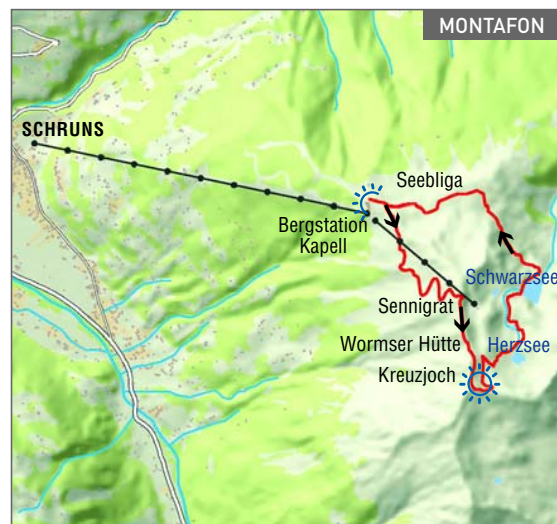 MONTAFON
SCHRUNS
Seebliga
Bergstation
Kapell
Schwarzsee
Sennigrat
Wormser Hütte
Herzsee
Kreuzjoch